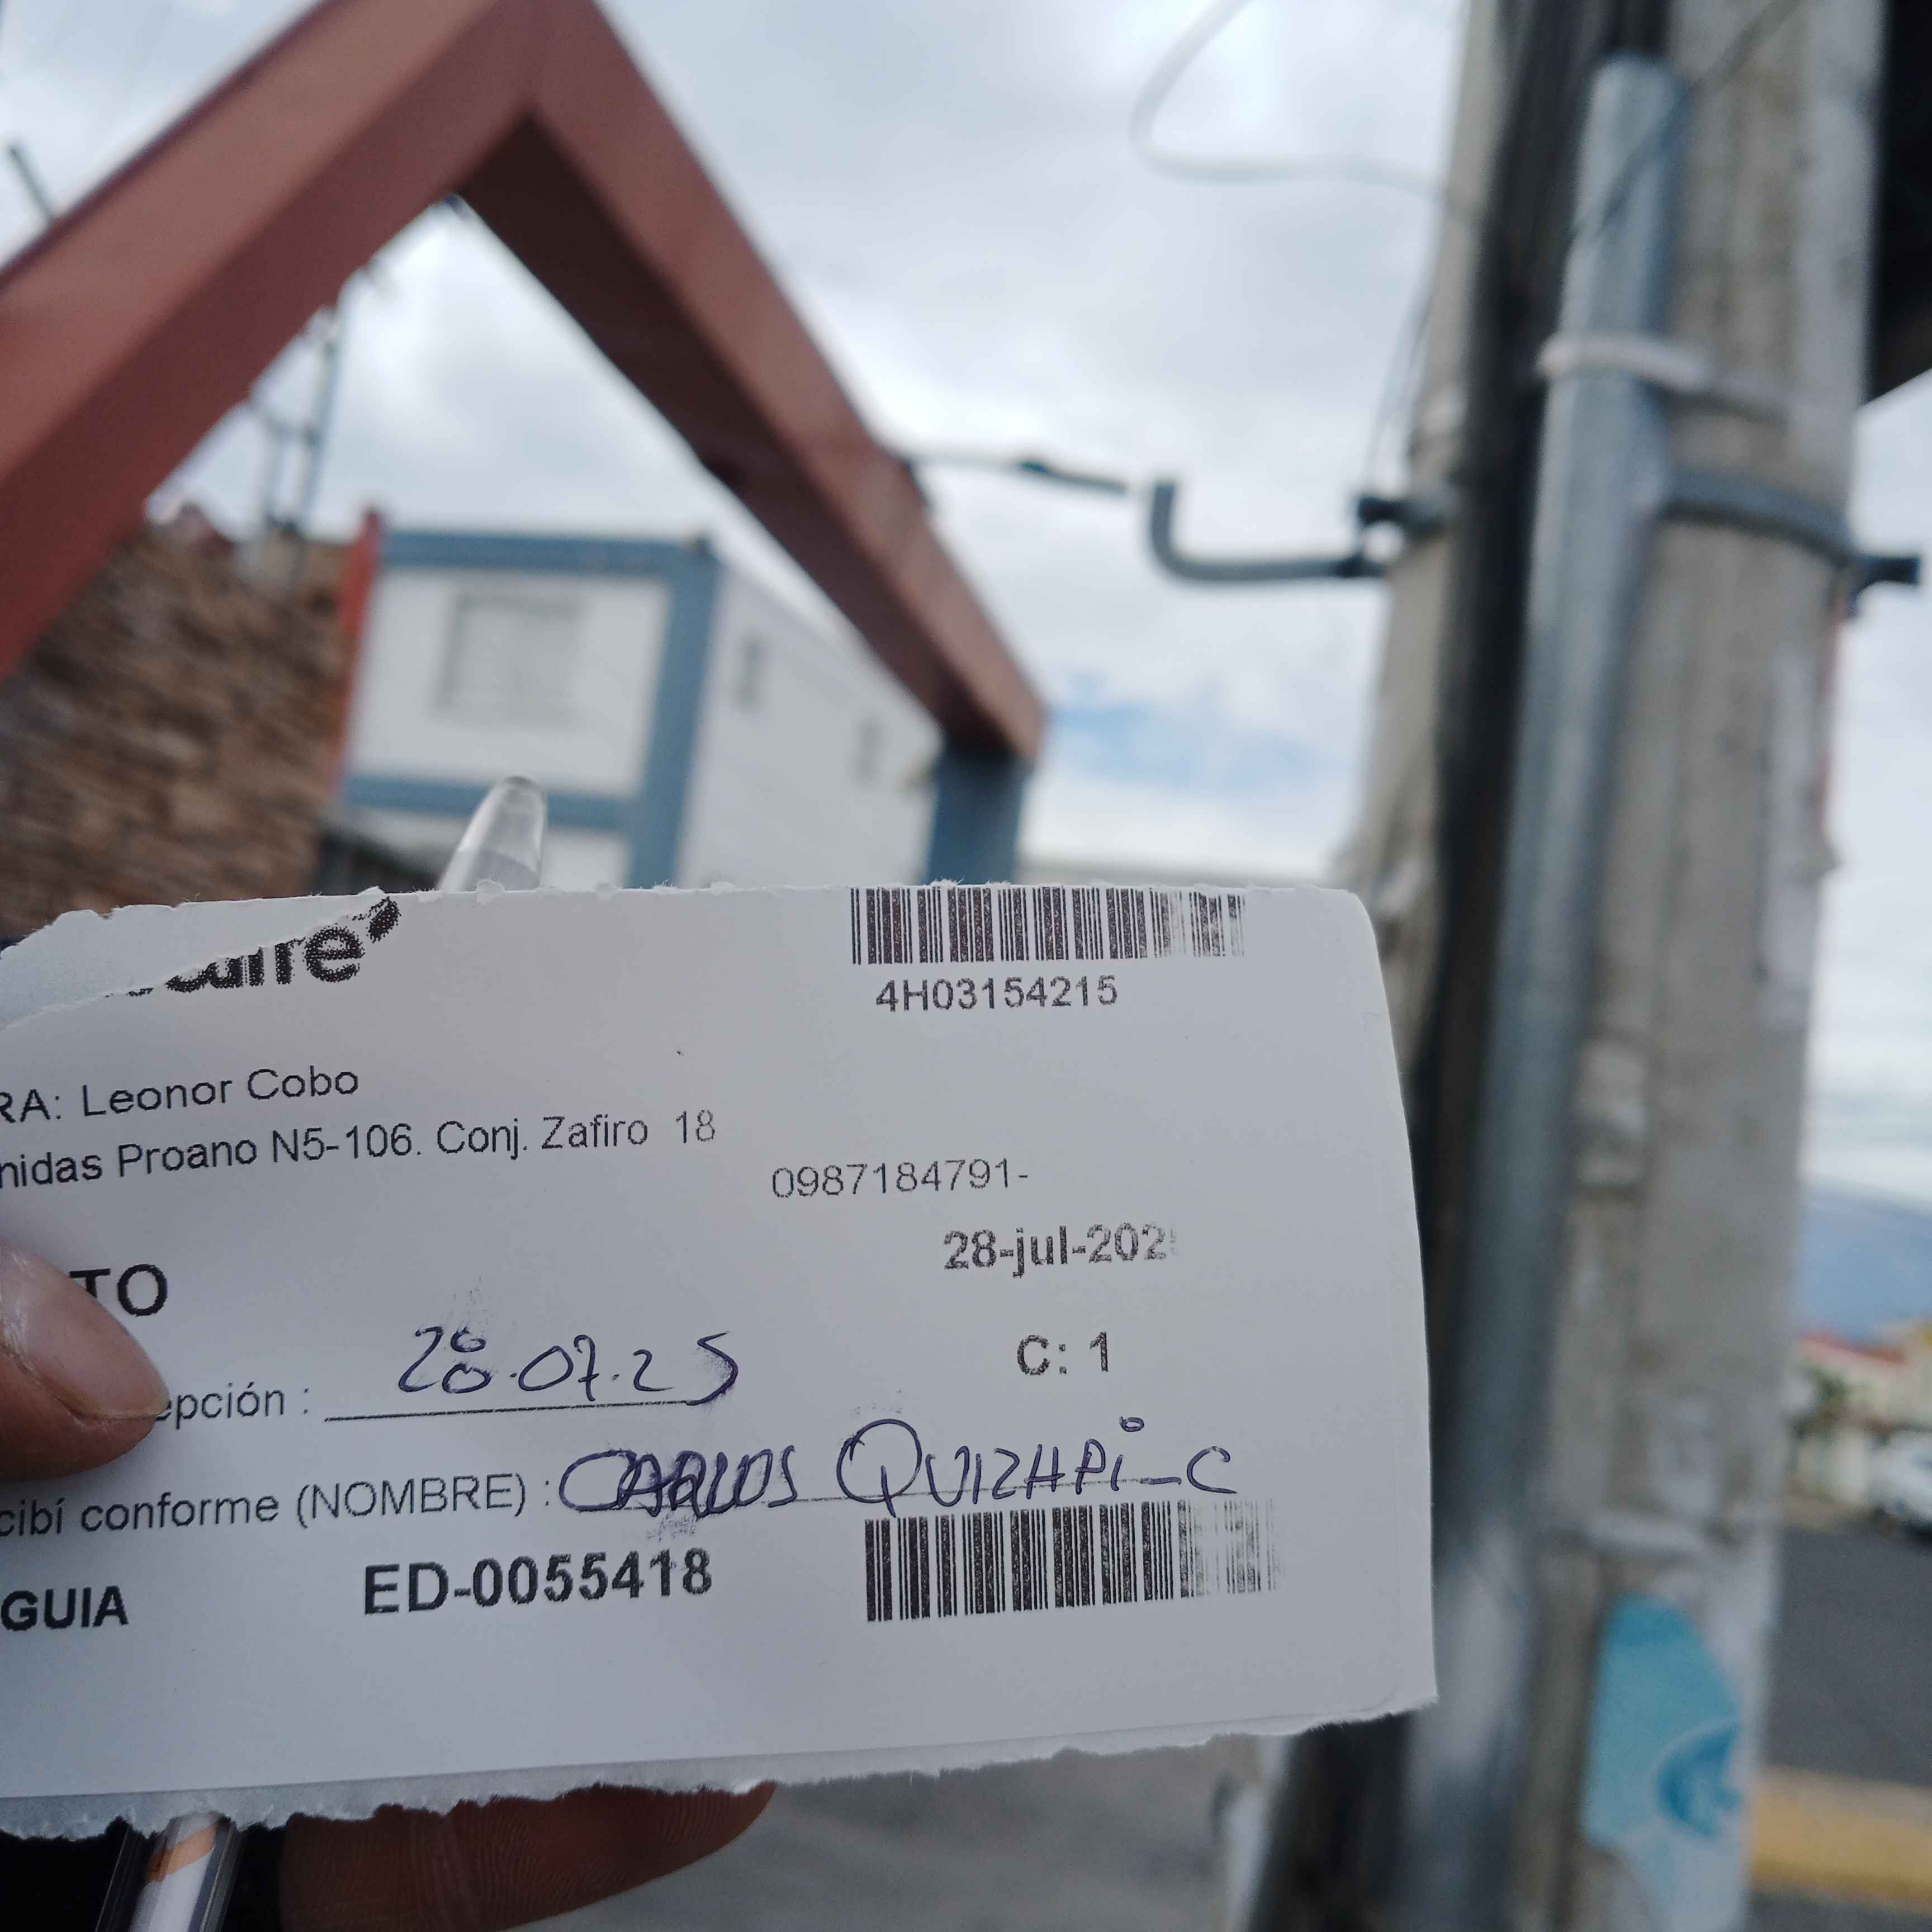 4H03154215
RA: Leonor Cobo
nidas Proano N5-106. Conj. Zafiro 18
0987184791-
28-jul-202
TO
C: 1
epción : 28.07.25
cibí conforme (NOMBRE) : CARLOS QUIZHPi-C
GUIA ED-0055418